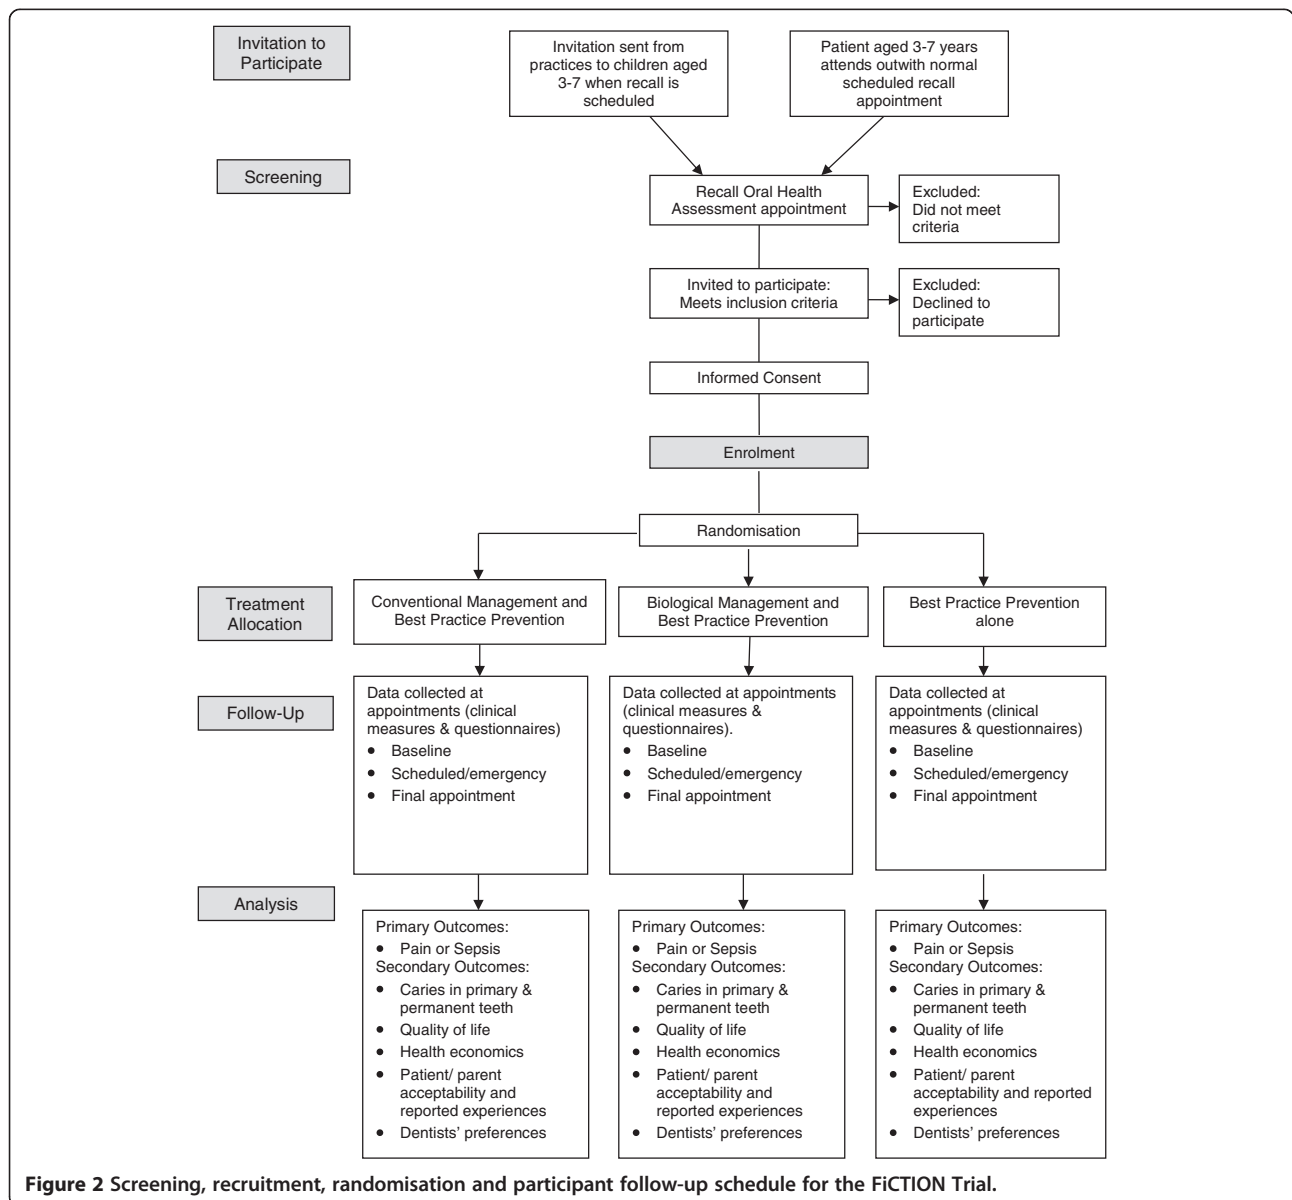 Invitation to
Participate
Invitation sent from
practices to children aged
3-7 when recall is
scheduled
Patient aged 3-7 years
attends outwith normal
scheduled recall
appointment
Screening
Recall Oral Health
Assessment appointment
Excluded:
Did not meet
criteria
Invited to participate:
Meets inclusion criteria
Excluded:
Declined to
participate
Informed Consent
Enrolment
Randomisation
Treatment
Allocation
Conventional Management and
Best Practice Prevention
Biological Management and
Best Practice Prevention
Best Practice Prevention
alone
Follow-Up
Data collected at
appointments (clinical
measures & questionnaires)
• Baseline
• Scheduled/emergency
• Final appointment
Data collected at appointments
(clinical measures &
questionnaires).
• Baseline
• Scheduled/emergency
• Final appointment
Data collected at
appointments (clinical
measures & questionnaires)
• Baseline
• Scheduled/emergency
• Final appointment
Analysis
Primary Outcomes:
• Pain or Sepsis
Secondary Outcomes:
• Caries in primary &
permanent teeth
• Quality of life
• Health economics
• Patient/ parent
acceptability and
reported experiences
• Dentists' preferences
Primary Outcomes:
• Pain or Sepsis
Secondary Outcomes:
• Caries in primary &
permanent teeth
• Quality of life
• Health economics
• Patient/ parent
acceptability and
reported experiences
• Dentists' preferences
Primary Outcomes:
• Pain or Sepsis
Secondary Outcomes:
• Caries in primary &
permanent teeth
• Quality of life
• Health economics
• Patient/ parent
acceptability and reported
experiences
• Dentists' preferences
Figure 2 Screening, recruitment, randomisation and participant follow-up schedule for the FiCTION Trial.